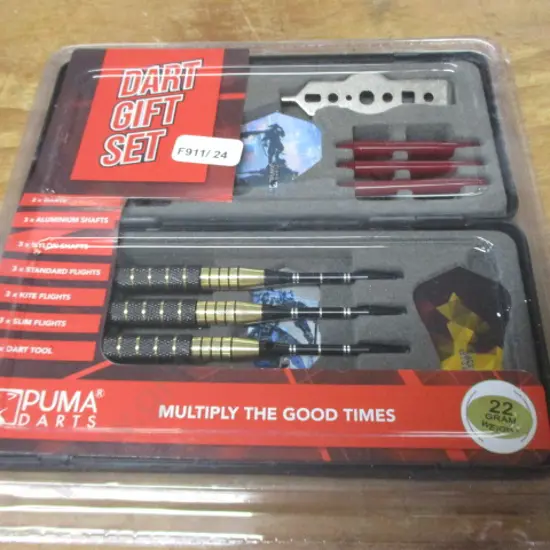 DART
GIFT
SET
F911/ 24
3 x ALUMINIUM SHAFTS
3 x NYLON SHAFTS
3 x STANDARD FLIGHTS
3 x KITE FLIGHTS
3 x SLIM FLIGHTS
DART TOOL
PUMA®
DARTS
MULTIPLY THE GOOD TIMES
22
GRAM
WEIGHT